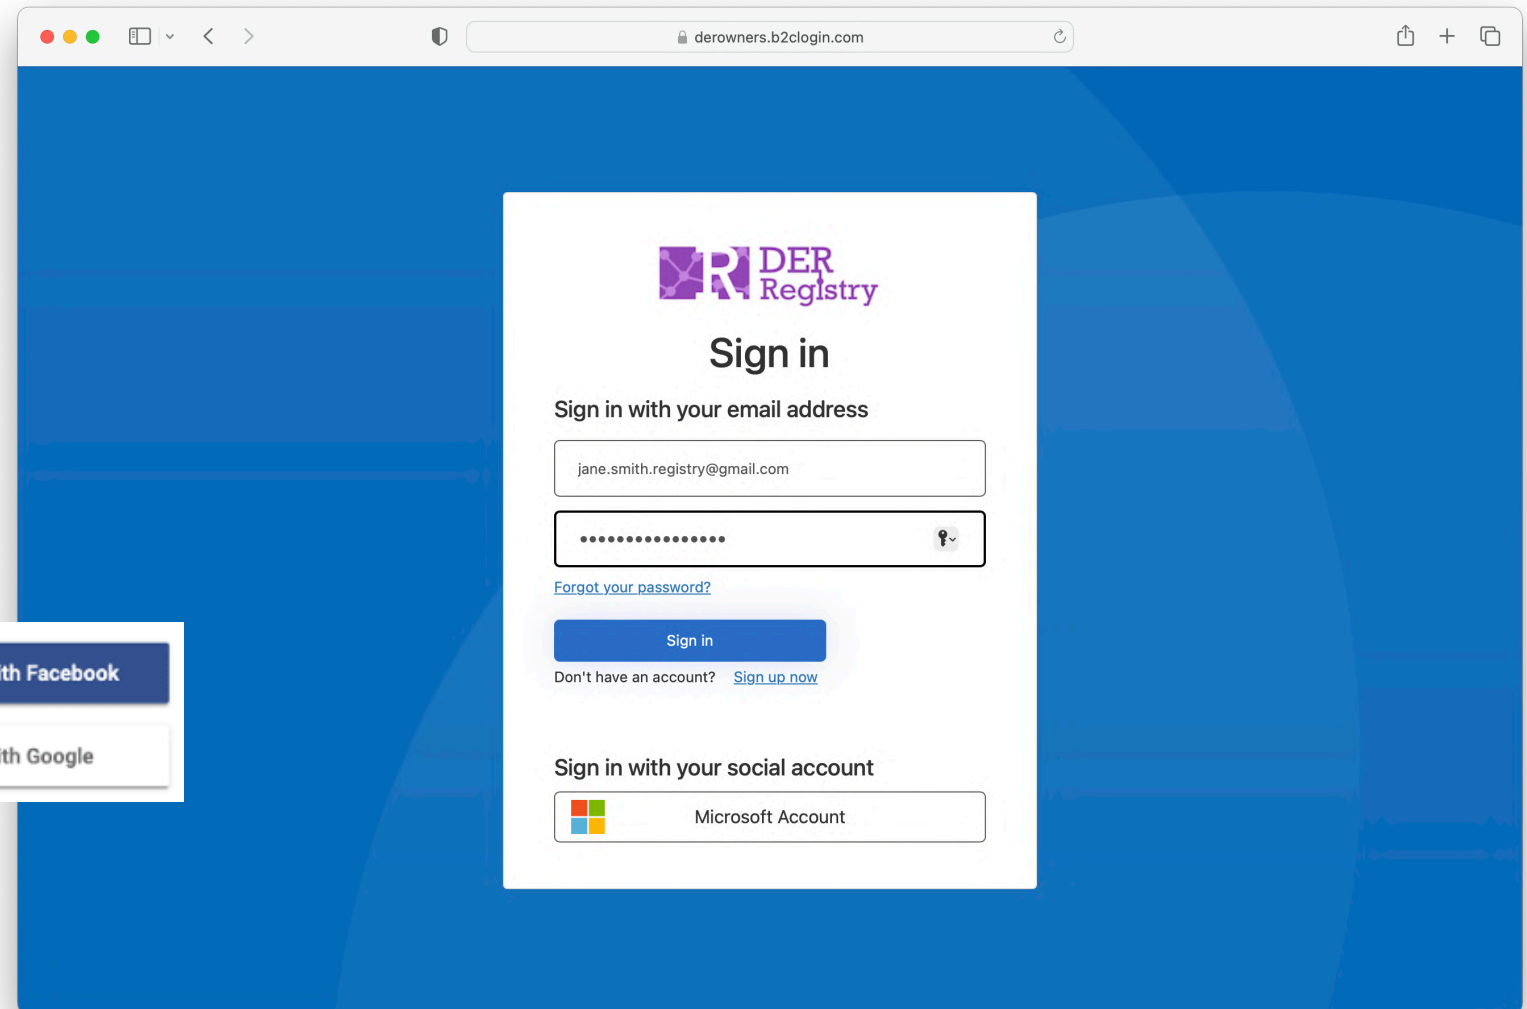 derowners.b2clogin.com
R DER
Registry
Sign in
Sign in with your email address
jane.smith.registry@gmail.com
Forgot your password?
Sign in
Don't have an account? Sign up now
ith Facebook
ith Google
Sign in with your social account
Microsoft Account